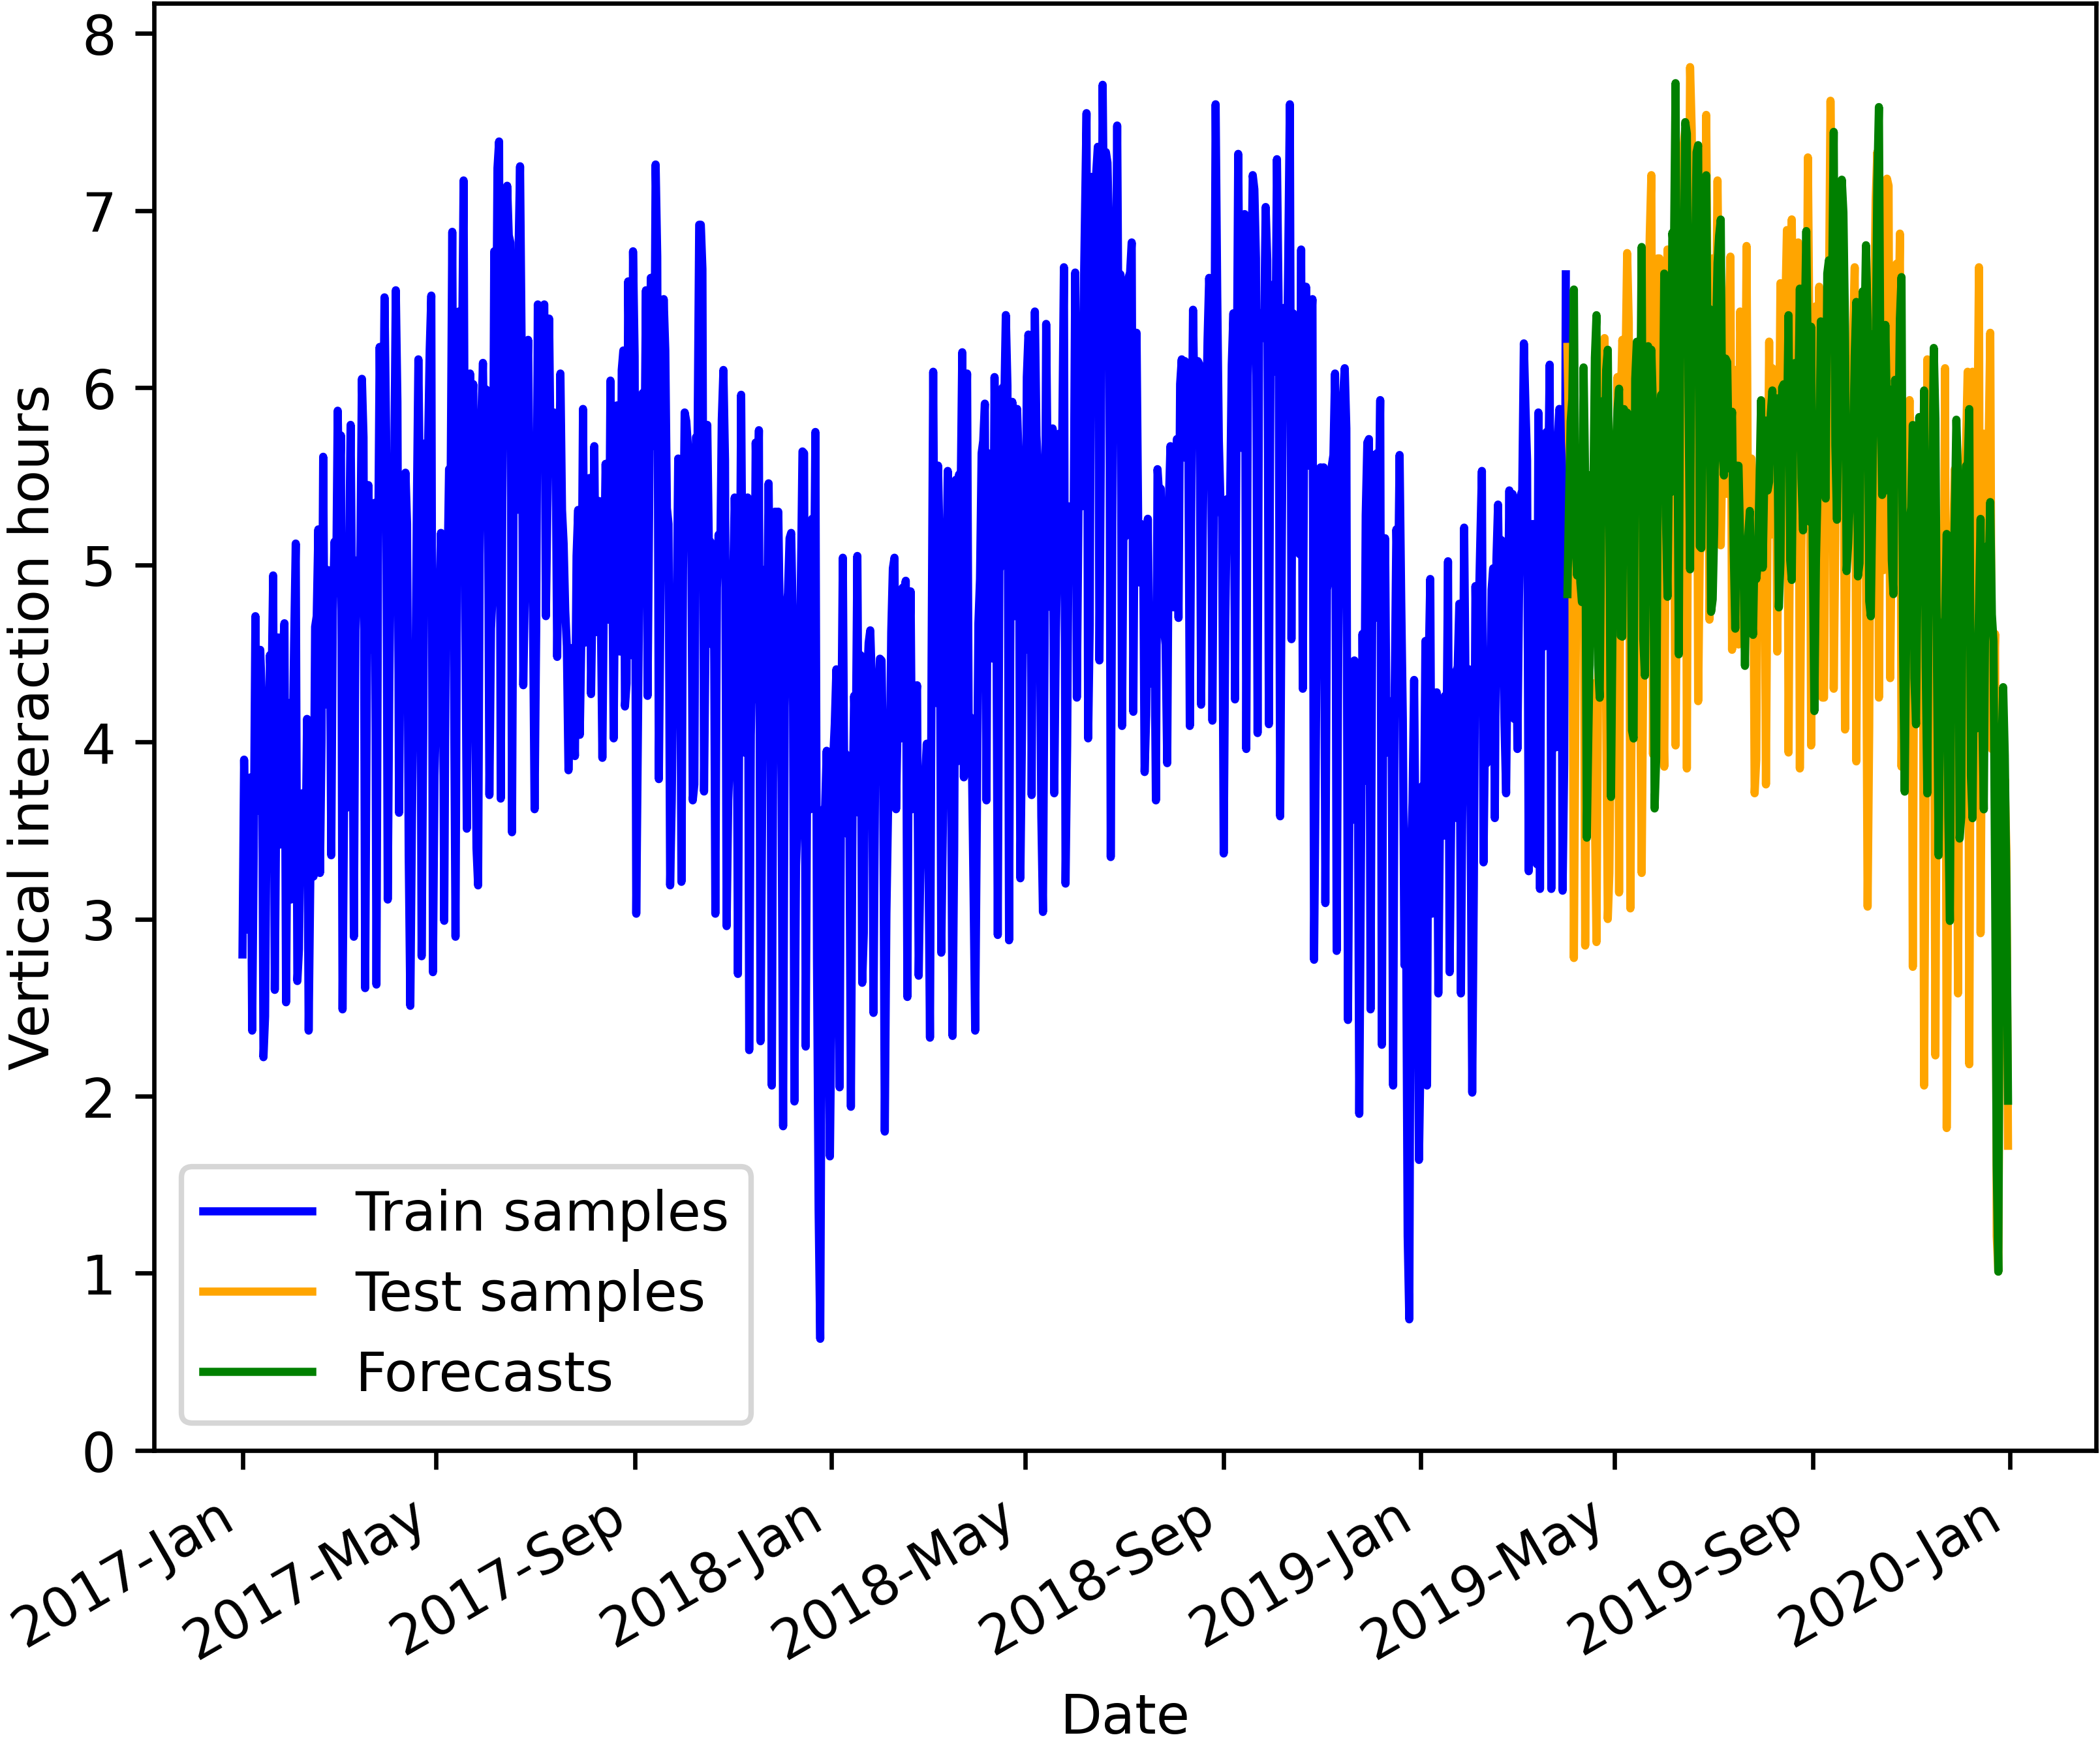 8
7
6
5
4
3
2
1
0
Vertical interaction hours
Train samples
Test samples
Forecasts
2017-Jan
2017-May
2017-Sep
2018-Jan
2018-May
2018-Sep
2019-Jan
2019-May
2019-Sep
2020-Jan
Date